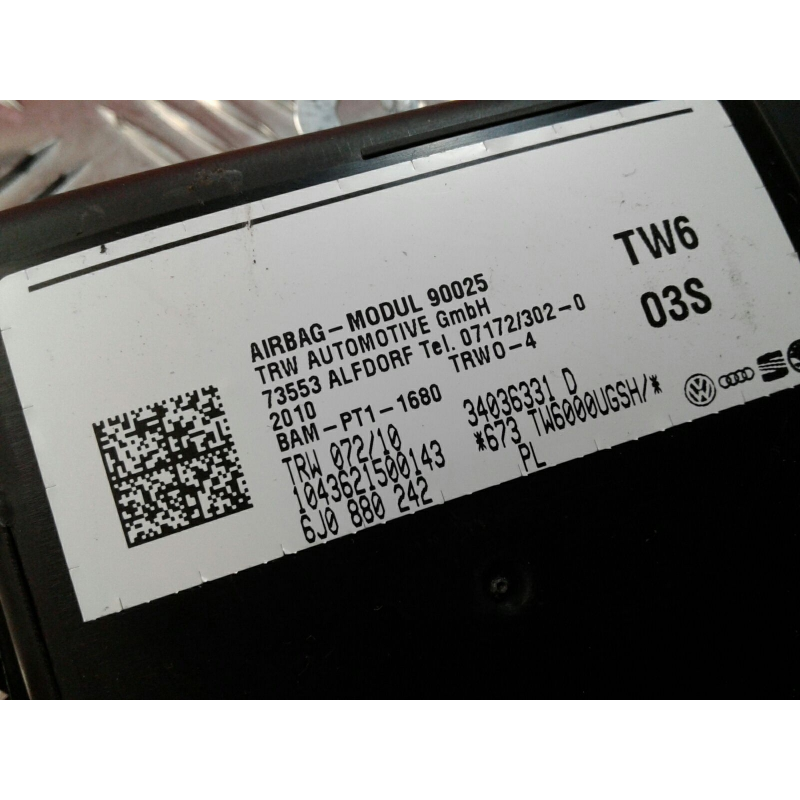 TW6
03S
AIRBAG-MODUL 90025
TRW AUTOMOTIVE GmbH
73553 ALFDORF Tel. 07172/302-0
2010 TRWO-4
BAM-PT1-1680
TRW 072/10 34036331 D
1043621500143 *673 TW6000UGSH/*
6J0 880 242 PL